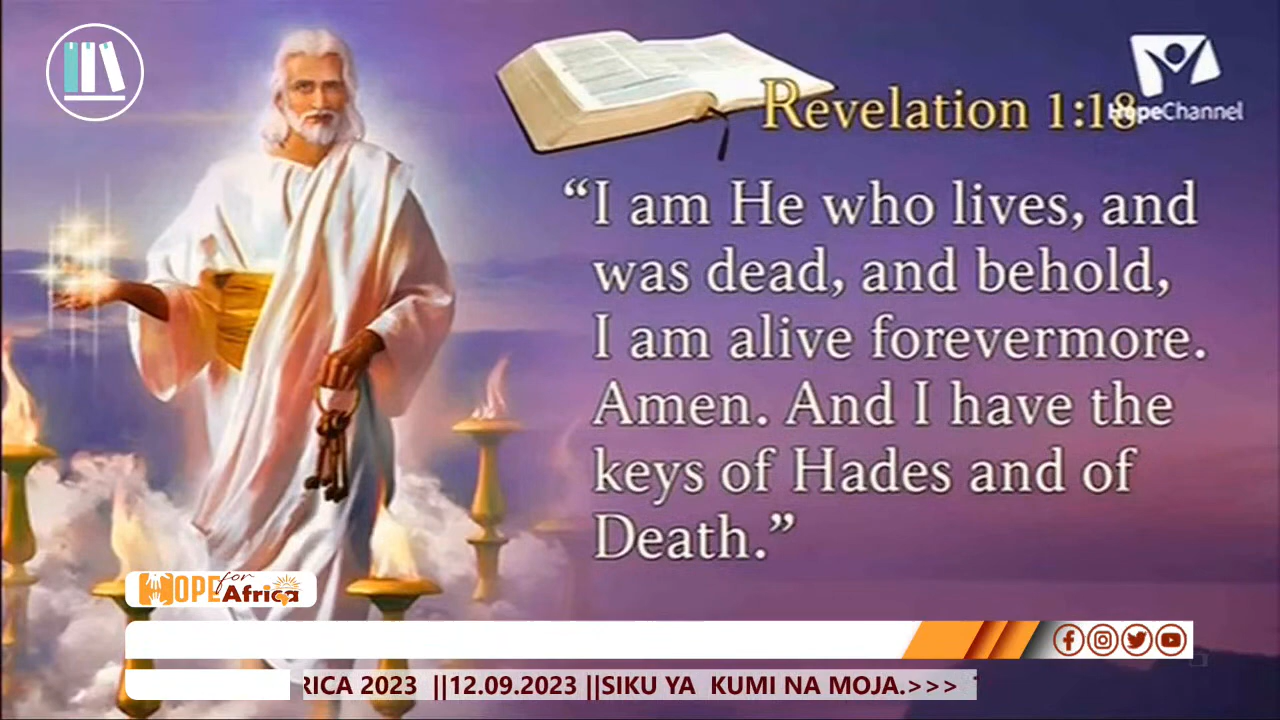 Revelation 1:18
HopeChannel
“I am He who lives, and
was dead, and behold,
I am alive forevermore.
Amen. And I have the
keys of Hades and of
Death.”
HOPE for
Africa
RICA 2023 ||12.09.2023 ||SIKU YA KUMI NA MOJA.>>>